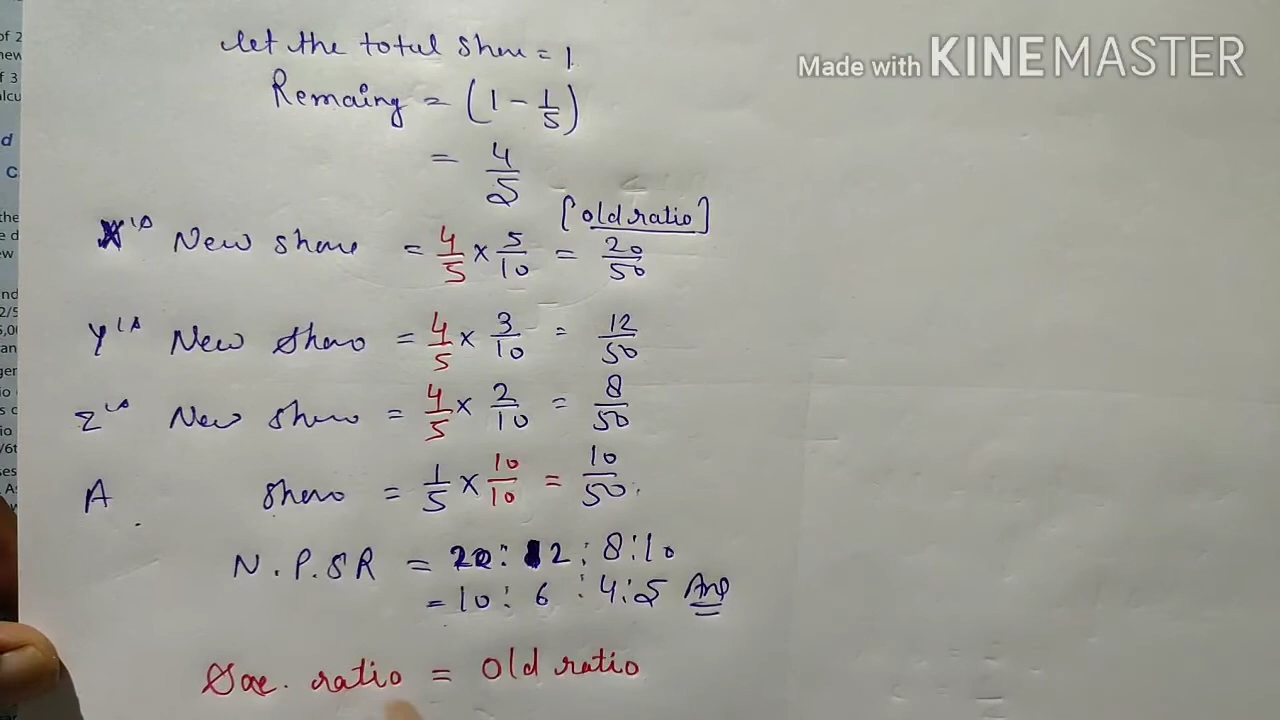 Made with KINEMASTER
let the total Shere = 1.
Remaing = (1 - 1/5)
= 4/5
[old ratio]
X's New share = 4/5 × 5/10 = 20/50
Y's New Share = 4/5 × 3/10 = 12/50
Z's New Share = 4/5 × 2/10 = 8/50
A Share = 1/5 × 10/10 = 10/50.
N.P.SR = 20 : 12 : 8 : 10
= 10 : 6 : 4 : 5 Ans
Sac. ratio = Old ratio